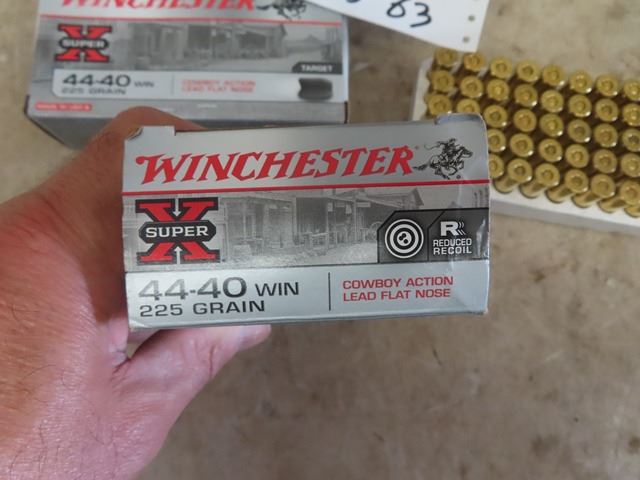 83
WINCHESTER
X
SUPER
TARGET
44-40 WIN
225 GRAIN
COWBOY ACTION
LEAD FLAT NOSE
WINCHESTER
X
SUPER
R
REDUCED
RECOIL
44-40 WIN
225 GRAIN
COWBOY ACTION
LEAD FLAT NOSE